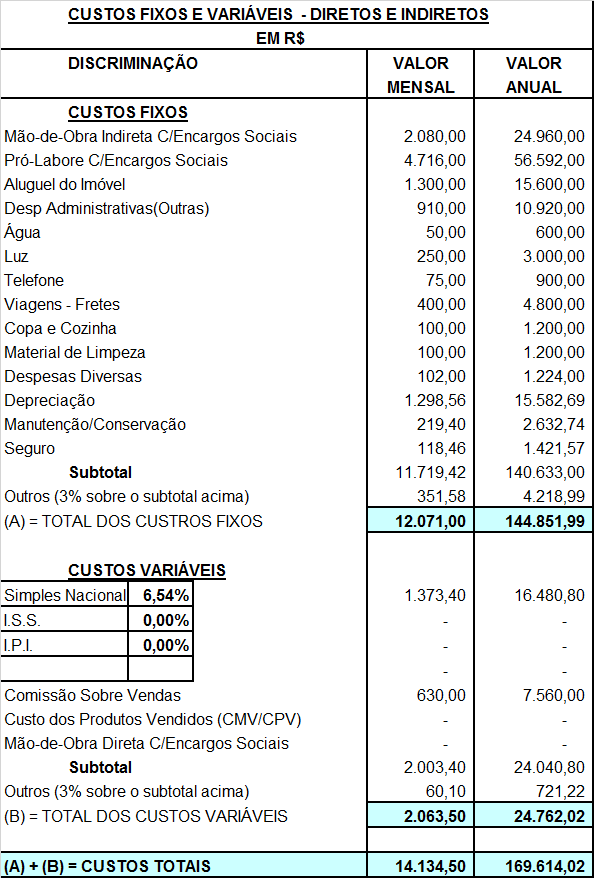 CUSTOS FIXOS E VARIÁVEIS - DIRETOS E INDIRETOS
EM R$
DISCRIMINAÇÃO VALOR VALOR
MENSAL ANUAL
CUSTOS FIXOS
Mão-de-Obra Indireta C/Encargos Sociais 2.080,00 24.960,00
Pró-Labore C/Encargos Sociais 4.716,00 56.592,00
Aluguel do Imóvel 1.300,00 15.600,00
Desp Administrativas(Outras) 910,00 10.920,00
Água 50,00 600,00
Luz 250,00 3.000,00
Telefone 75,00 900,00
Viagens - Fretes 400,00 4.800,00
Copa e Cozinha 100,00 1.200,00
Material de Limpeza 100,00 1.200,00
Despesas Diversas 102,00 1.224,00
Depreciação 1.298,56 15.582,69
Manutenção/Conservação 219,40 2.632,74
Seguro 118,46 1.421,57
Subtotal 11.719,42 140.633,00
Outros (3% sobre o subtotal acima) 351,58 4.218,99
(A) = TOTAL DOS CUSTROS FIXOS 12.071,00 144.851,99
CUSTOS VARIÁVEIS
Simples Nacional 6,54% 1.373,40 16.480,80
I.S.S. 0,00% - -
I.P.I. 0,00% - -
- -
Comissão Sobre Vendas 630,00 7.560,00
Custo dos Produtos Vendidos (CMV/CPV) - -
Mão-de-Obra Direta C/Encargos Sociais - -
Subtotal 2.003,40 24.040,80
Outros (3% sobre o subtotal acima) 60,10 721,22
(B) = TOTAL DOS CUSTOS VARIÁVEIS 2.063,50 24.762,02
(A) + (B) = CUSTOS TOTAIS 14.134,50 169.614,02